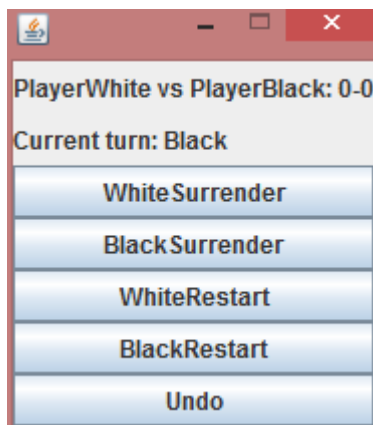 PlayerWhite vs PlayerBlack: 0-0
Current turn: Black
WhiteSurrender
BlackSurrender
WhiteRestart
BlackRestart
Undo